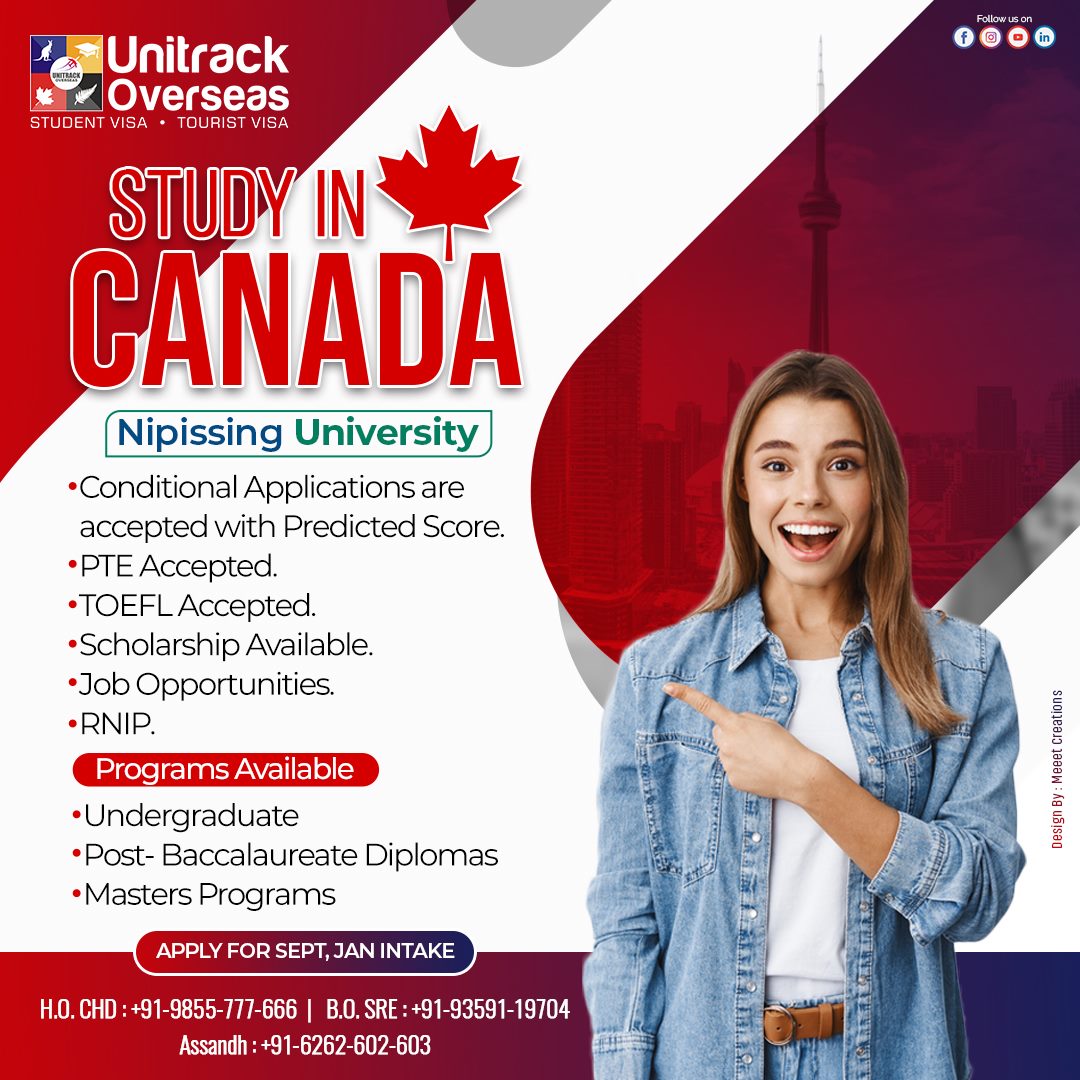 Unitrack
Overseas
STUDENT VISA • TOURIST VISA
UNITRACK
OVERSEAS
Follow us on
STUDY IN
CANADA
Nipissing University
•Conditional Applications are
accepted with Predicted Score.
•PTE Accepted.
•TOEFL Accepted.
•Scholarship Available.
•Job Opportunities.
•RNIP.
Programs Available
•Undergraduate
•Post- Baccalaureate Diplomas
•Masters Programs
APPLY FOR SEPT, JAN INTAKE
H.O. CHD : +91-9855-777-666 | B.O. SRE : +91-93591-19704
Assandh : +91-6262-602-603
Design By : Meeet Creations